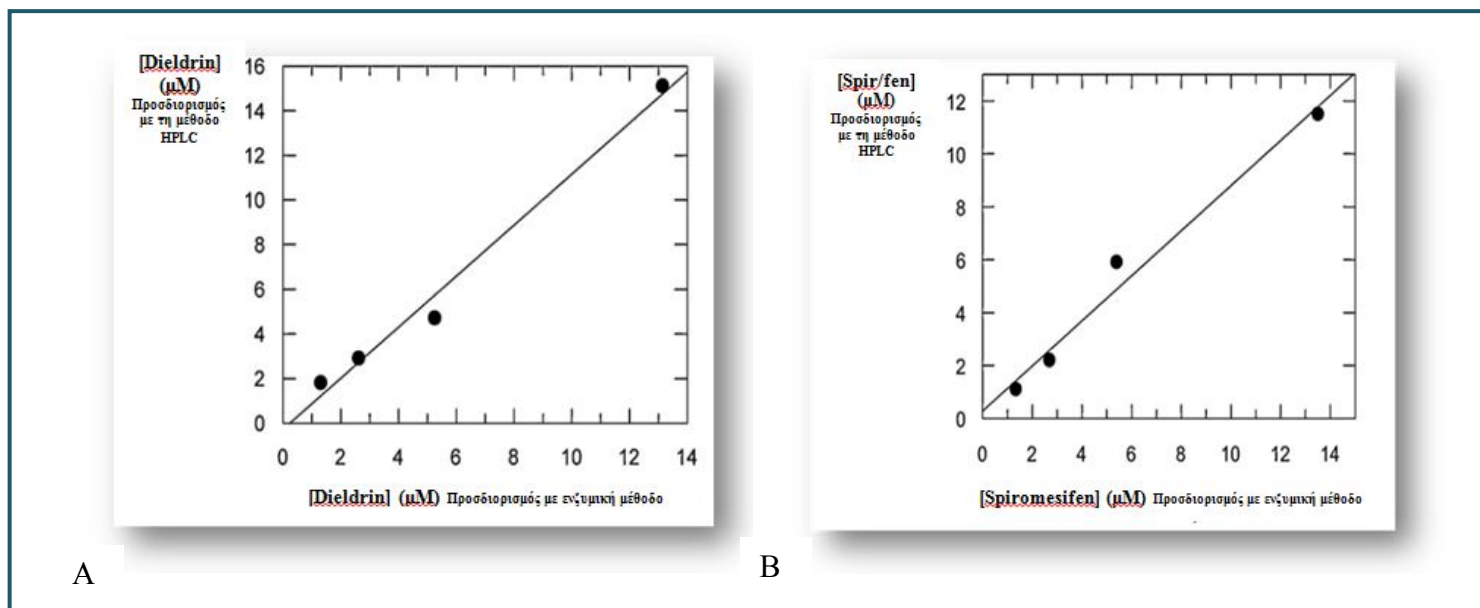 [Dieldrin]
(μM)
Προσδιορισμός
με τη μέθοδο
HPLC
16
14
12
10
8
6
4
2
0
0 2 4 6 8 10 12 14
[Dieldrin] (μM) Προσδιορισμός με ενζυμική μέθοδο
A
[Spir/fen]
(μM)
Προσδιορισμός
με τη μέθοδο
HPLC
12
10
8
6
4
2
0
0 2 4 6 8 10 12 14
[Spiromesifen] (μM) Προσδιορισμός με ενζυμική μέθοδο
B